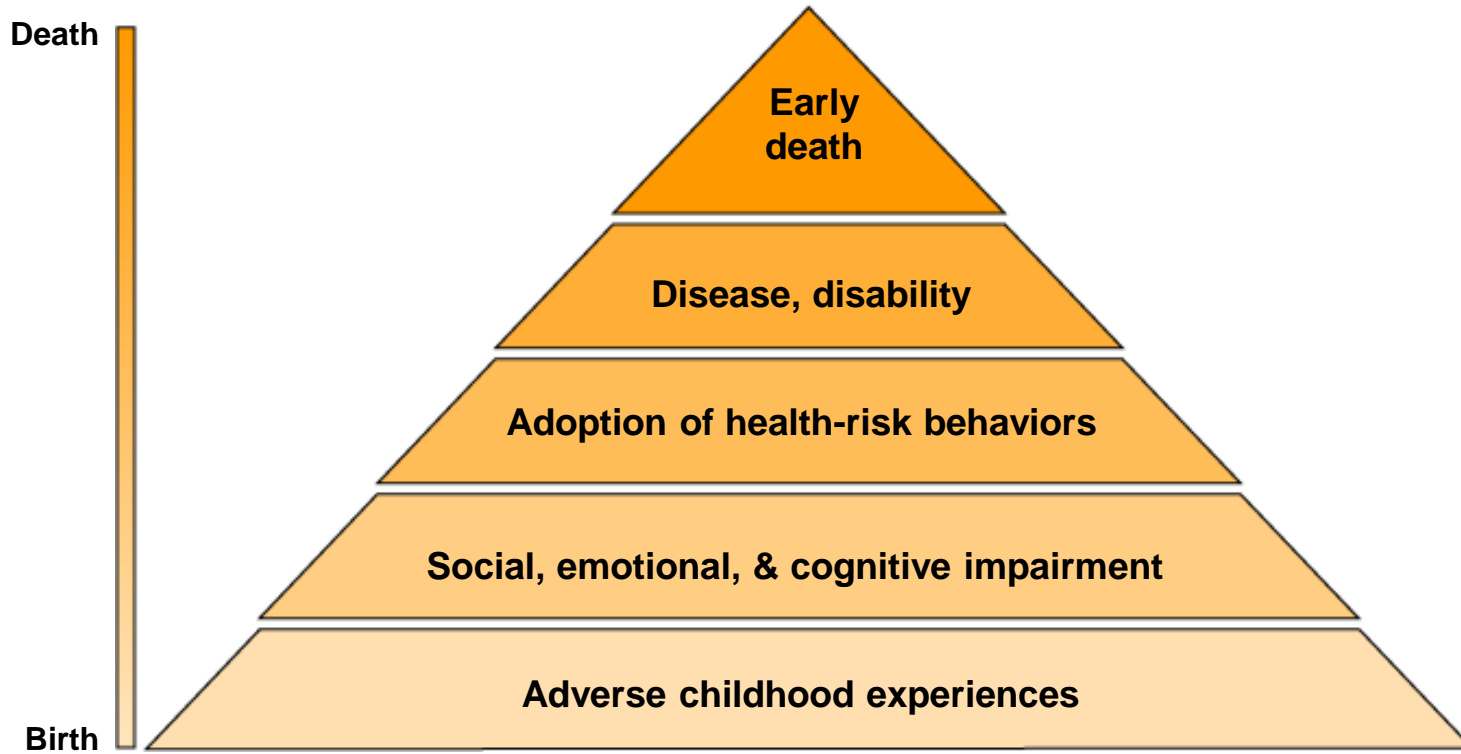 Death
Early
death
Disease, disability
Adoption of health-risk behaviors
Social, emotional, & cognitive impairment
Adverse childhood experiences
Birth